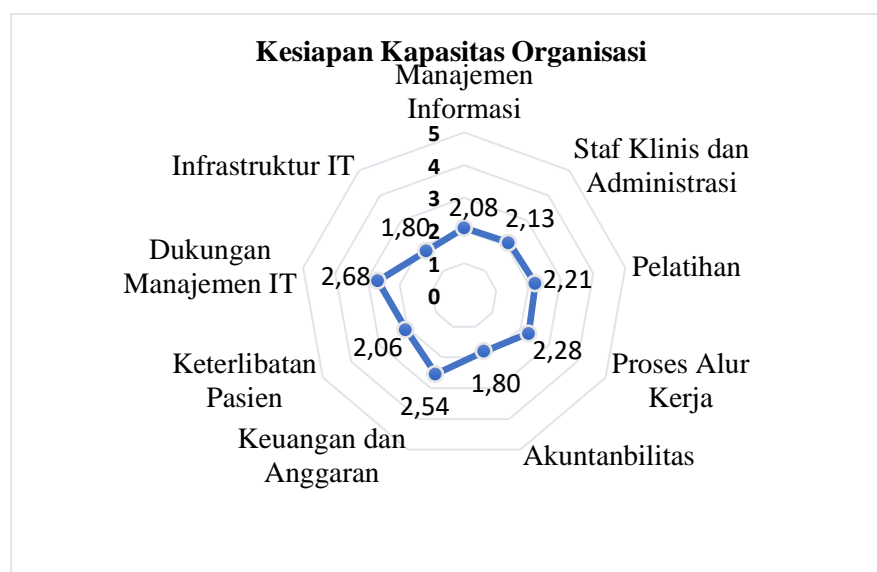 Kesiapan Kapasitas Organisasi
Manajemen
Informasi
Staf Klinis dan
Administrasi
Pelatihan
Proses Alur
Kerja
Akuntanbilitas
Keuangan dan
Anggaran
Keterlibatan
Pasien
Dukungan
Manajemen IT
Infrastruktur IT
5
4
3
2
1
0
2,08
2,13
2,21
2,28
1,80
2,54
2,06
2,68
1,80